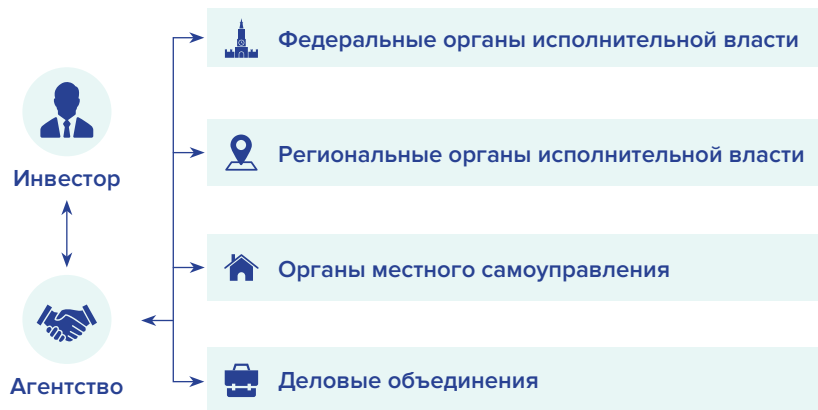 Федеральные органы исполнительной власти
Региональные органы исполнительной власти
Инвестор
Органы местного самоуправления
Деловые объединения
Агентство